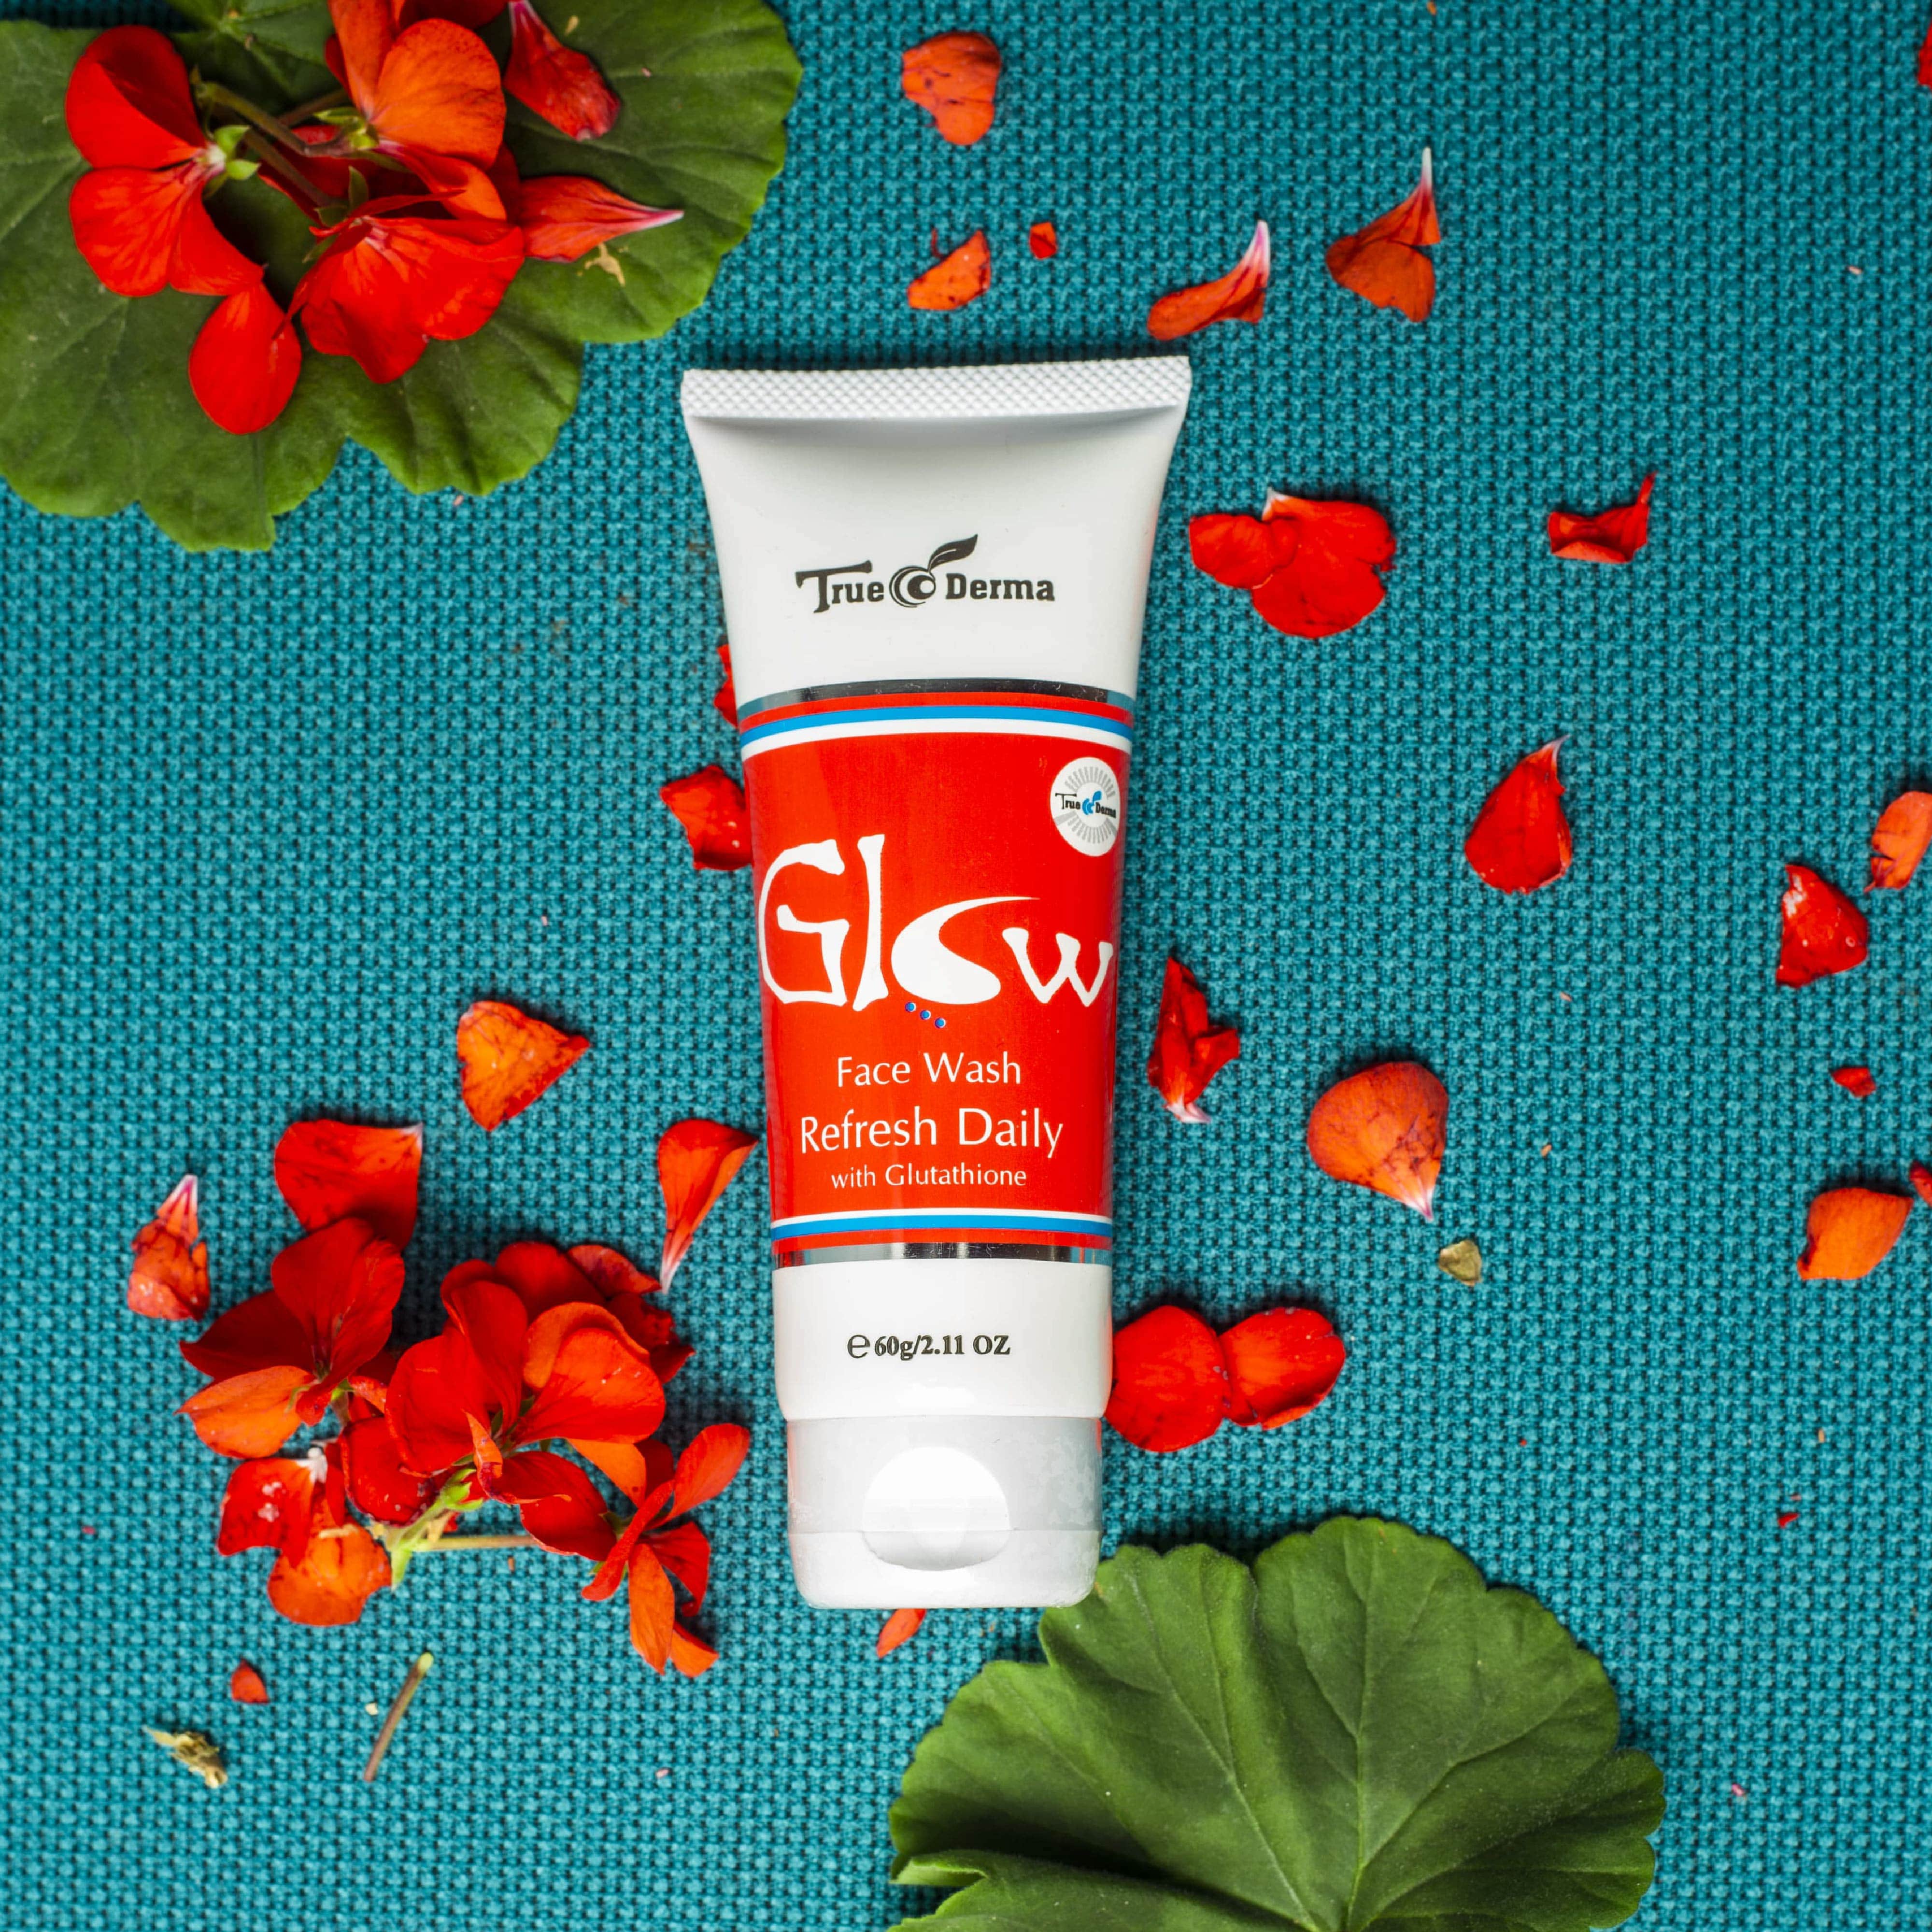 True Derma
True Derma
Glow
Face Wash
Refresh Daily
with Glutathione
℮ 60g/2.11 OZ